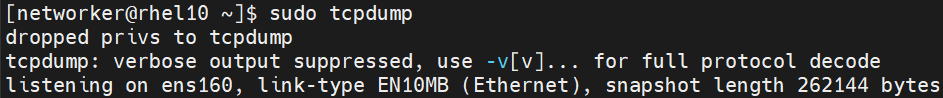 [networker@rhel10 ~]$ sudo tcpdump
dropped privs to tcpdump
tcpdump: verbose output suppressed, use -v[v]... for full protocol decode
listening on ens160, link-type EN10MB (Ethernet), snapshot length 262144 bytes